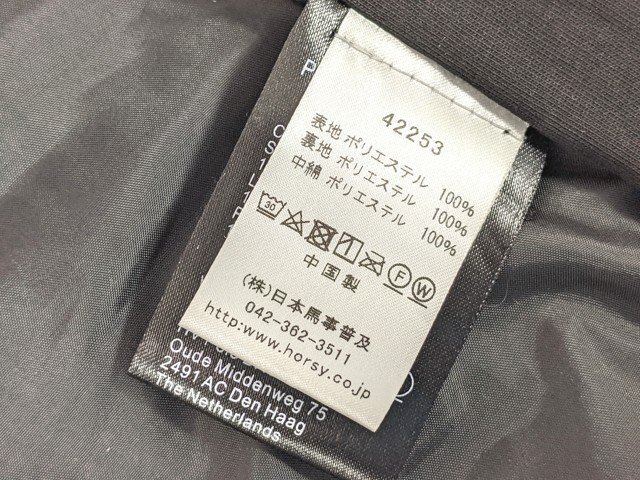 42253
表地 ポリエステル 100%
裏地 ポリエステル 100%
中綿 ポリエステル 100%
30 F W
中国製
(株)日本馬事普及
042-362-3511
http:www.horsy.co.jp
Oude Middenweg 75
2491 AC Den Haag
The Netherlands